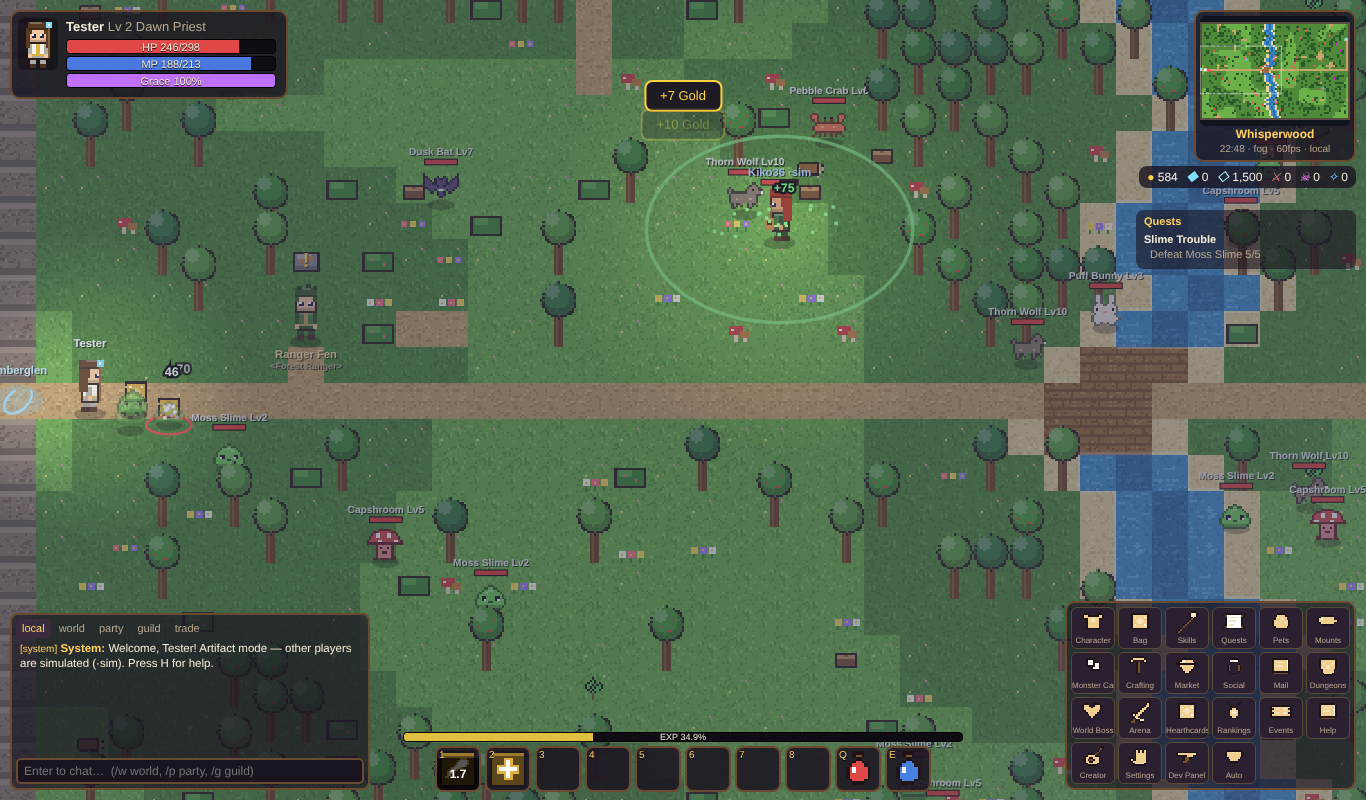 Tester Lv 2 Dawn Priest
HP 246/298
MP 188/213
Grace 100%
+7 Gold
+10 Gold
Pebble Crab Lv6
Whisperwood
22:48 · fog · 60fps · local
584 0 1,500 0 0 0
Capshroom Lv5
Quests
Slime Trouble
Defeat Moss Slime 5/5
Dusk Bat Lv7
Thorn Wolf Lv10
Kiko36 ·sim
+75
Puff Bunny Lv3
Thorn Wolf Lv10
Ranger Fen
<Forest Ranger>
Tester
mberglen
46
70
Moss Slime Lv2
Thorn Wolf Lv10
Moss Slime Lv2
Capshroom Lv5
Capshroom Lv5
Moss Slime Lv2
local world party guild trade
[system] System: Welcome, Tester! Artifact mode — other players
are simulated (·sim). Press H for help.
Enter to chat… (/w world, /p party, /g guild)
EXP 34.9%
Moss Slime Lv2
hroom Lv5
1 2 3 4 5 6 7 8 Q E
1.7
Character Bag Skills Quests Pets Mounts
Monster Ca Crafting Market Social Mail Dungeons
World Boss Arena Hearthcards Rankings Events Help
Creator Settings Dev Panel Auto